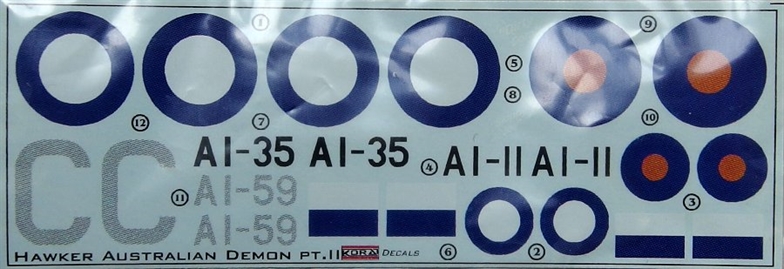 1
9
5
8
12
7
10
A1-35 A1-35
4
A1-11 A1-11
11
A1-59
A1-59
CC
3
6
2
HAWKER AUSTRALIAN DEMON PT.II KORA DECALS